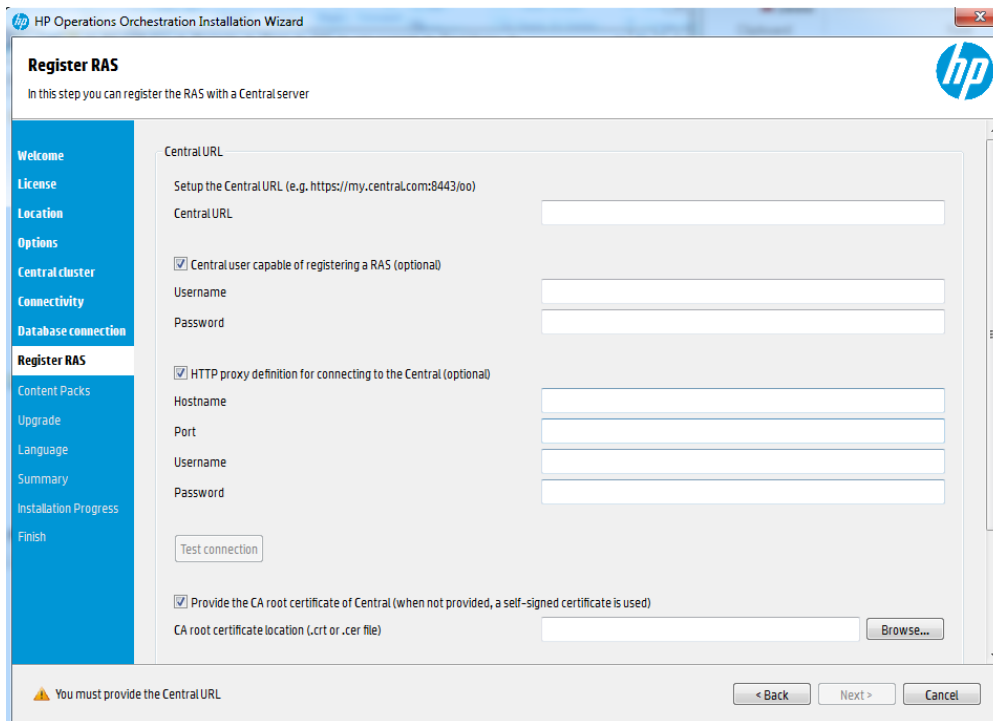 HP Operations Orchestration Installation Wizard
Register RAS
In this step you can register the RAS with a Central server
hp
Welcome
License
Location
Options
Central cluster
Connectivity
Database connection
Register RAS
Content Packs
Upgrade
Language
Summary
Installation Progress
Finish
Central URL
Setup the Central URL (e.g. https://my.central.com:8443/oo)
Central URL
Central user capable of registering a RAS (optional)
Username
Password
HTTP proxy definition for connecting to the Central (optional)
Hostname
Port
Username
Password
Test connection
Provide the CA root certificate of Central (when not provided, a self-signed certificate is used)
CA root certificate location (.crt or .cer file)
Browse...
You must provide the Central URL
< Back
Next >
Cancel